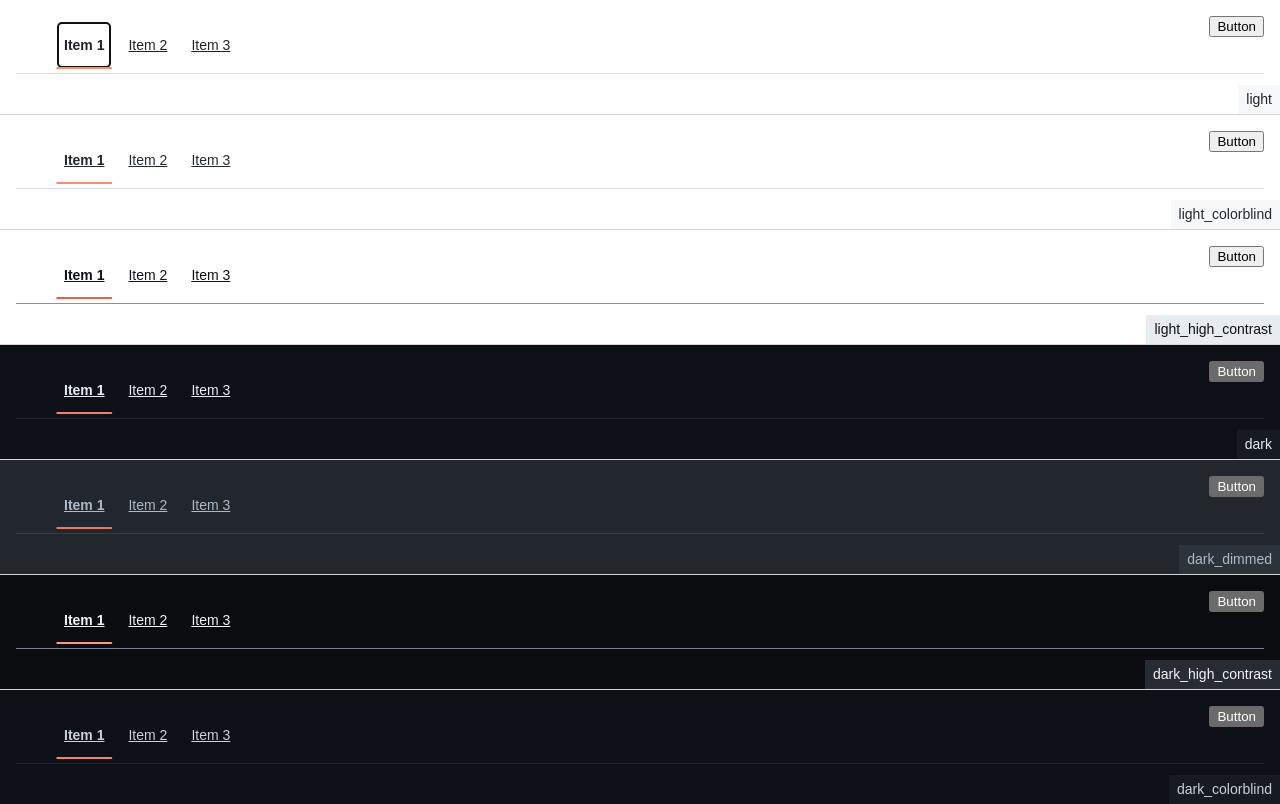 Item 1 Item 2 Item 3 Button
light
Item 1 Item 2 Item 3 Button
light_colorblind
Item 1 Item 2 Item 3 Button
light_high_contrast
Item 1 Item 2 Item 3 Button
dark
Item 1 Item 2 Item 3 Button
dark_dimmed
Item 1 Item 2 Item 3 Button
dark_high_contrast
Item 1 Item 2 Item 3 Button
dark_colorblind